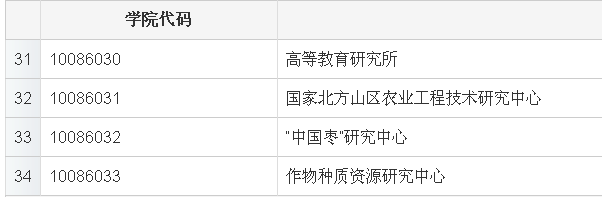 学院代码
31 10086030 高等教育研究所
32 10086031 国家北方山区农业工程技术研究中心
33 10086032 "中国枣"研究中心
34 10086033 作物种质资源研究中心